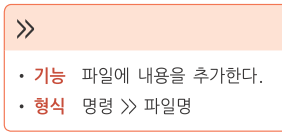 ≫
• 기능 파일에 내용을 추가한다.
• 형식 명령 ≫ 파일명